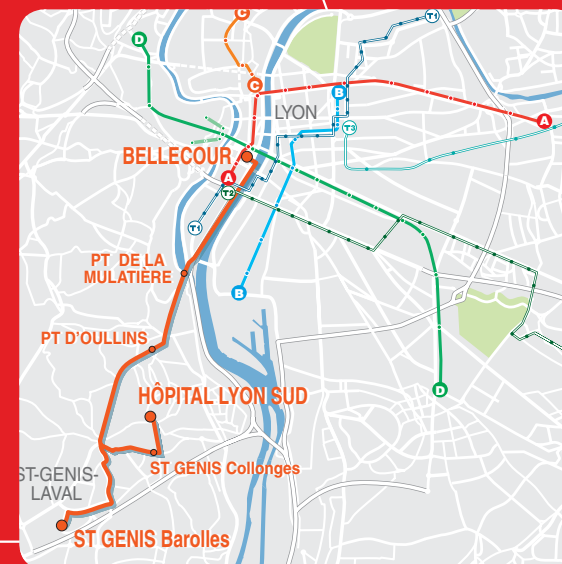 C
T1
D
C
B
LYON
A
T3
BELLECOUR
A
T2
T1
PT DE LA
MULATIÈRE
B
PT D'OULLINS
HÔPITAL LYON SUD
D
ST GENIS Collonges
ST-GENIS-
LAVAL
ST GENIS Barolles